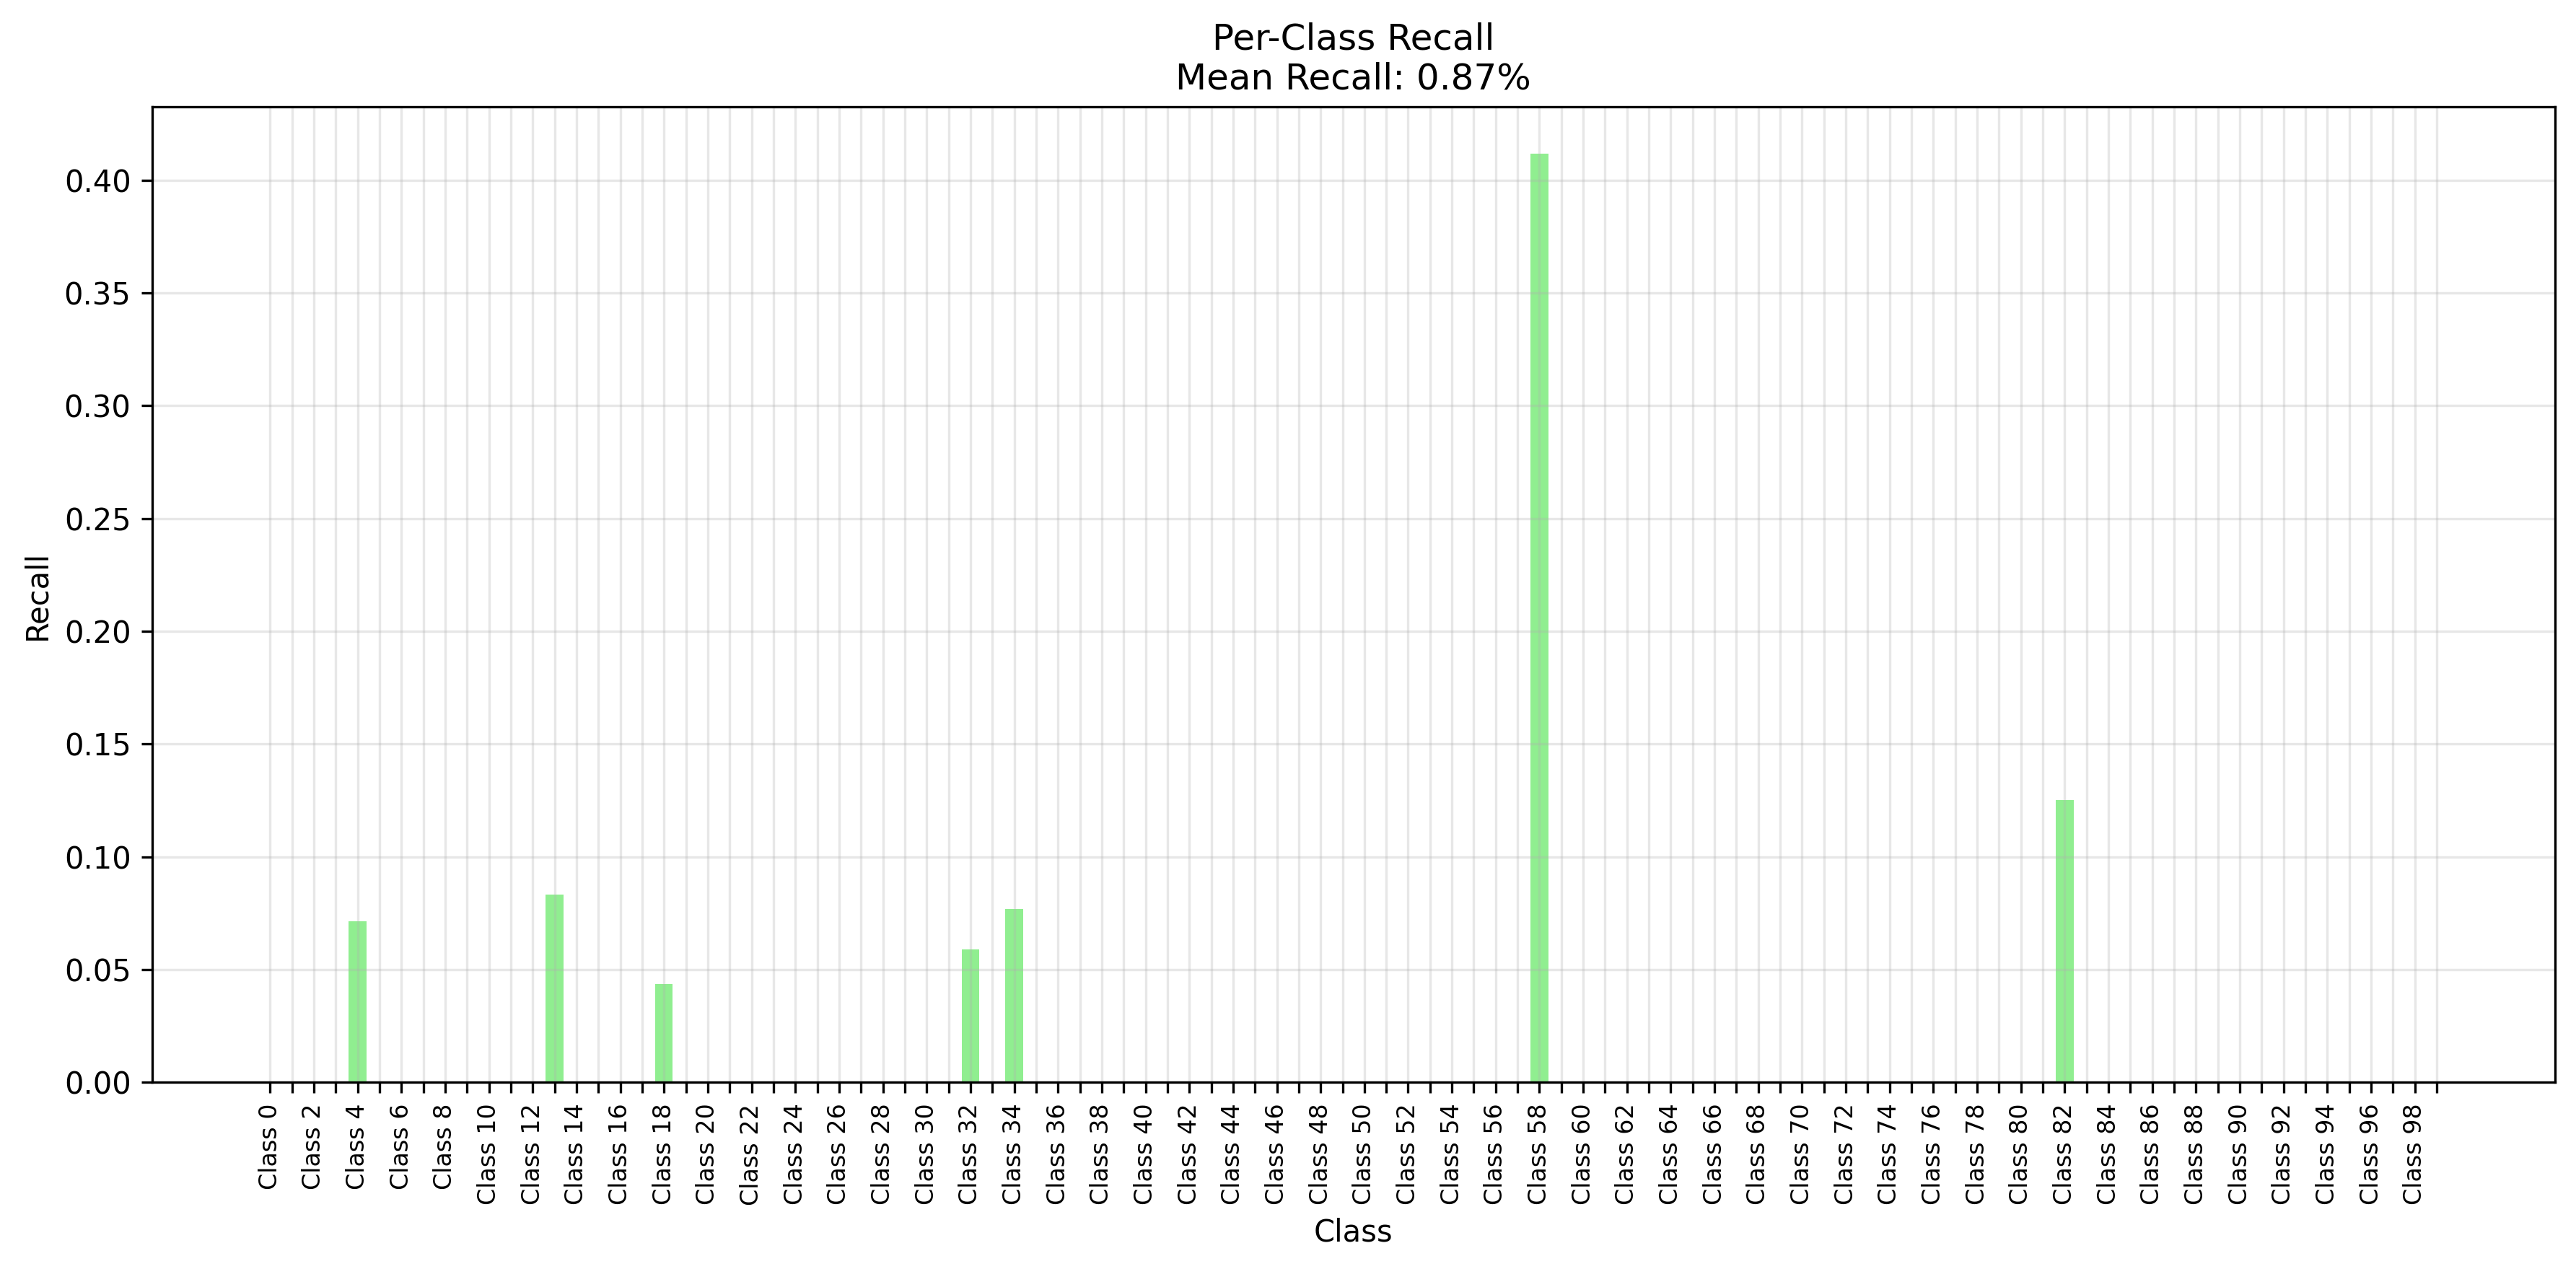 Per-Class Recall
Mean Recall: 0.87%
Recall
0.40
0.35
0.30
0.25
0.20
0.15
0.10
0.05
0.00
Class 0
Class 2
Class 4
Class 6
Class 8
Class 10
Class 12
Class 14
Class 16
Class 18
Class 20
Class 22
Class 24
Class 26
Class 28
Class 30
Class 32
Class 34
Class 36
Class 38
Class 40
Class 42
Class 44
Class 46
Class 48
Class 50
Class 52
Class 54
Class 56
Class 58
Class 60
Class 62
Class 64
Class 66
Class 68
Class 70
Class 72
Class 74
Class 76
Class 78
Class 80
Class 82
Class 84
Class 86
Class 88
Class 90
Class 92
Class 94
Class 96
Class 98
Class